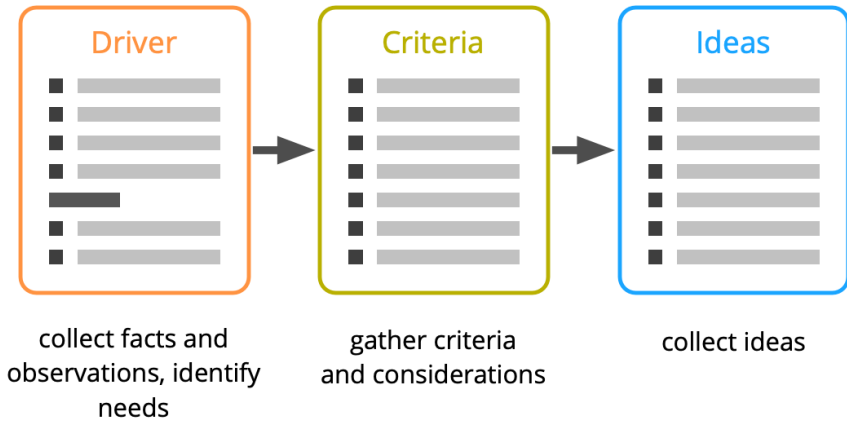 Driver
Criteria
Ideas
collect facts and
observations, identify
needs
gather criteria
and considerations
collect ideas